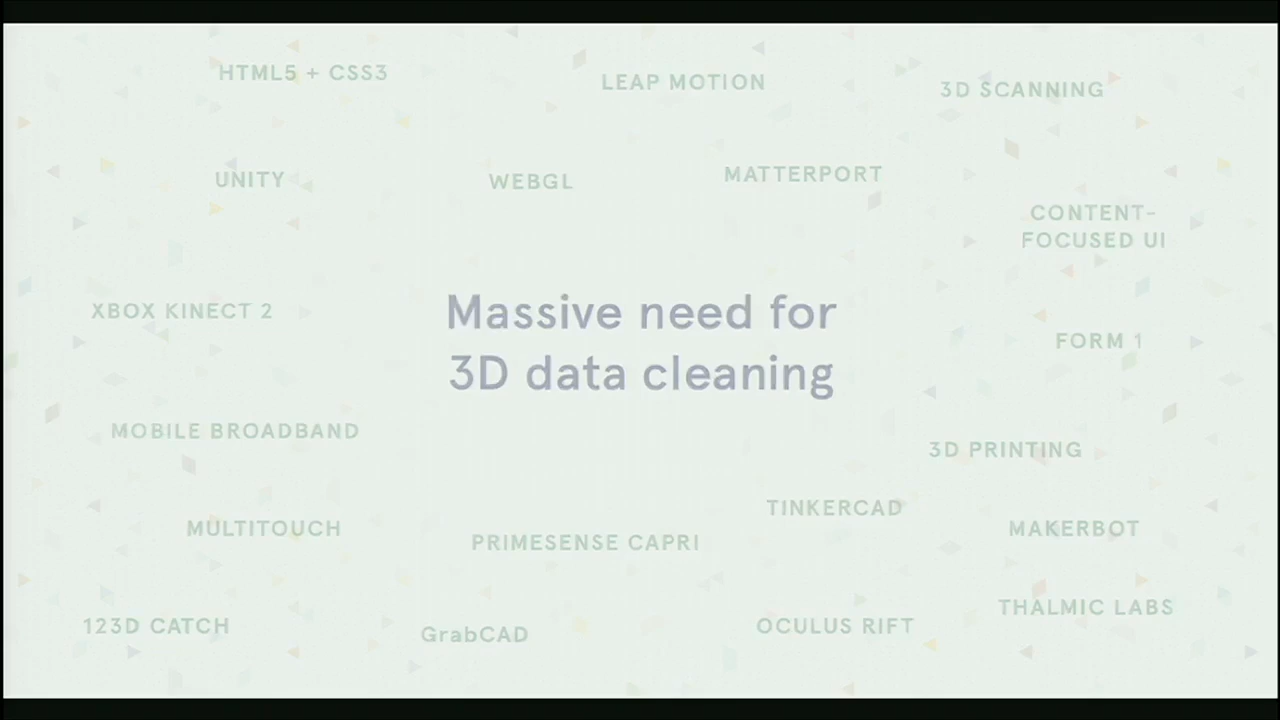 HTML5 + CSS3
LEAP MOTION
3D SCANNING
UNITY
WEBGL
MATTERPORT
CONTENT-
FOCUSED UI
XBOX KINECT 2
Massive need for
3D data cleaning
FORM 1
MOBILE BROADBAND
3D PRINTING
TINKERCAD
MULTITOUCH
PRIMESENSE CAPRI
MAKERBOT
THALMIC LABS
123D CATCH
GrabCAD
OCULUS RIFT